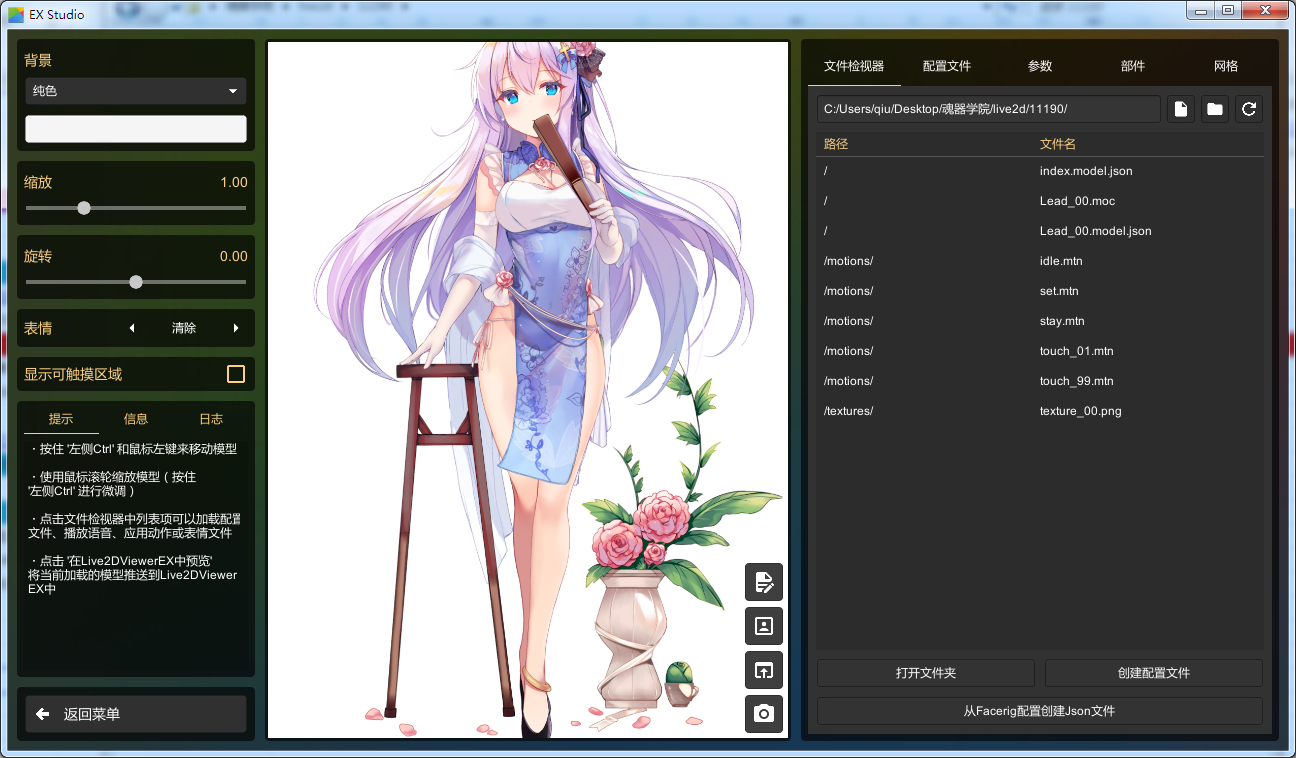 EX Studio
背景
纯色
缩放 1.00
旋转 0.00
表情 清除
显示可触摸区域
提示 信息 日志
・按住 '左侧Ctrl' 和鼠标左键来移动模型
・使用鼠标滚轮缩放模型（按住
'左侧Ctrl' 进行微调）
・点击文件检视器中列表项可以加载配置
文件、播放语音、应用动作或表情文件
・点击 '在Live2DViewerEX中预览'
将当前加载的模型推送到Live2DViewer
EX中
返回菜单
文件检视器 配置文件 参数 部件 网格
C:/Users/qiu/Desktop/魂器学院/live2d/11190/
路径 文件名
/ index.model.json
/ Lead_00.moc
/ Lead_00.model.json
/motions/ idle.mtn
/motions/ set.mtn
/motions/ stay.mtn
/motions/ touch_01.mtn
/motions/ touch_99.mtn
/textures/ texture_00.png
打开文件夹 创建配置文件
从Facerig配置创建Json文件